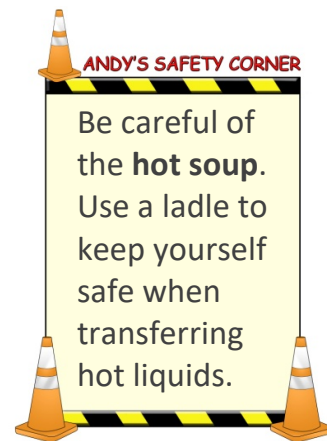 ANDY'S SAFETY CORNER
Be careful of
the hot soup.
Use a ladle to
keep yourself
safe when
transferring
hot liquids.